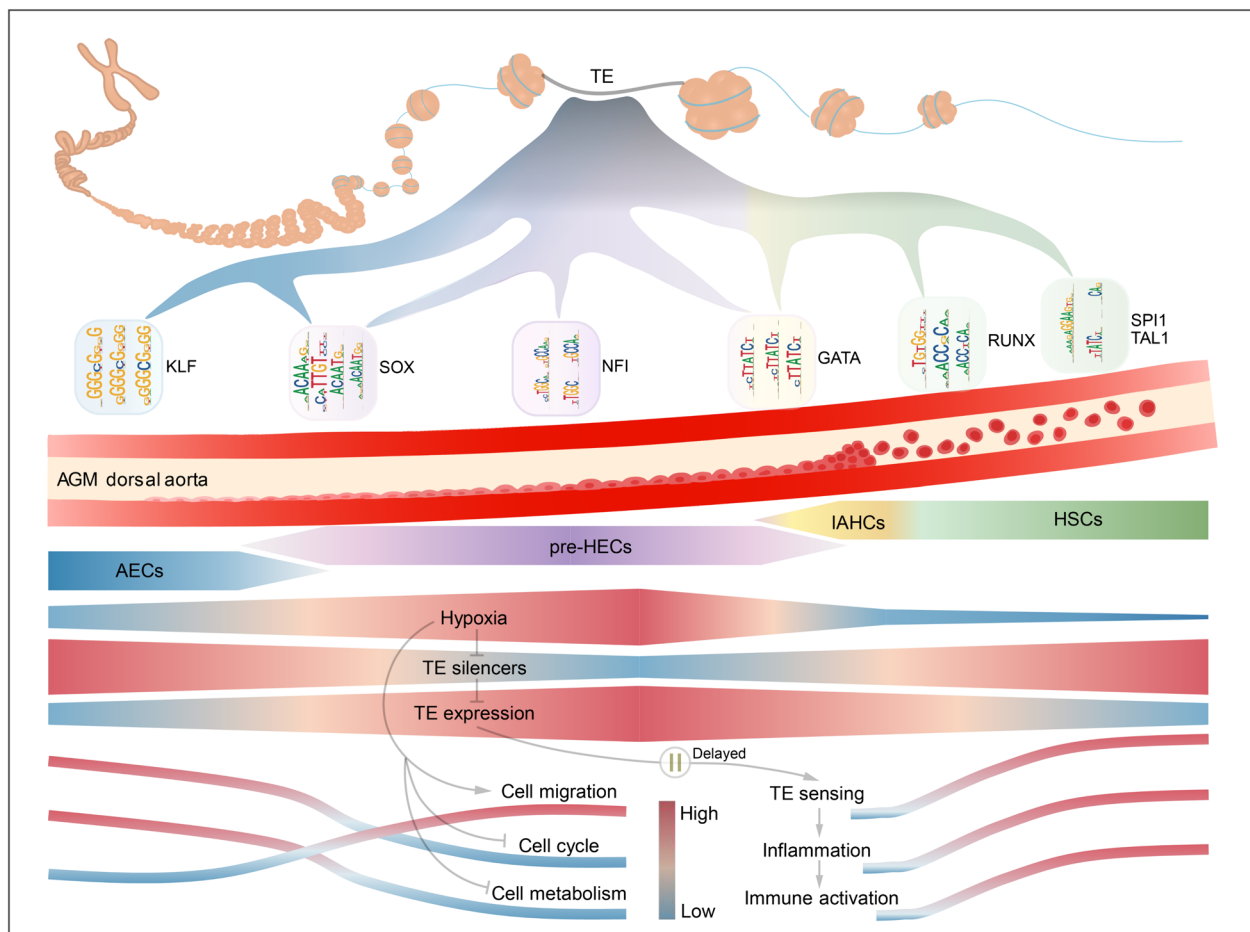 TE
KLF
SOX
NFI
GATA
RUNX
SPI1
TAL1
AGM dorsal aorta
IAHCs
HSCs
pre-HECs
AECs
Hypoxia
TE silencers
TE expression
Delayed
Cell migration
TE sensing
High
Cell cycle
Inflammation
Cell metabolism
Immune activation
Low